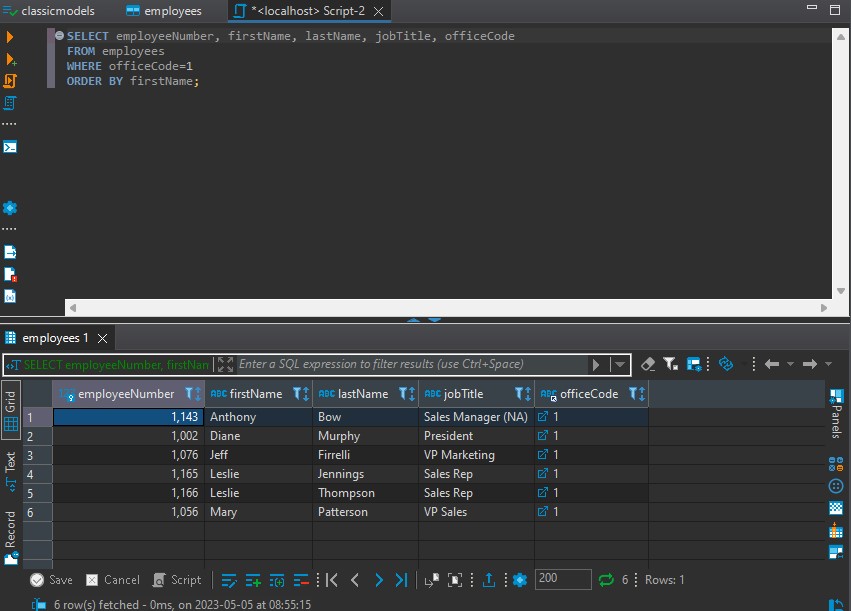 classicmodels employees *<localhost> Script-2
SELECT employeeNumber, firstName, lastName, jobTitle, officeCode
FROM employees
WHERE officeCode=1
ORDER BY firstName;
employees 1
SELECT employeeNumber, firstNam Enter a SQL expression to filter results (use Ctrl+Space)
Grid
Text
Record
employeeNumber ABC firstName ABC lastName ABC jobTitle ABC officeCode
1 1,143 Anthony Bow Sales Manager (NA) 1
2 1,002 Diane Murphy President 1
3 1,076 Jeff Firrelli VP Marketing 1
4 1,165 Leslie Jennings Sales Rep 1
5 1,166 Leslie Thompson Sales Rep 1
6 1,056 Mary Patterson VP Sales 1
Panels
Save Cancel Script 200 6 Rows: 1
6 row(s) fetched - 0ms, on 2023-05-05 at 08:55:15